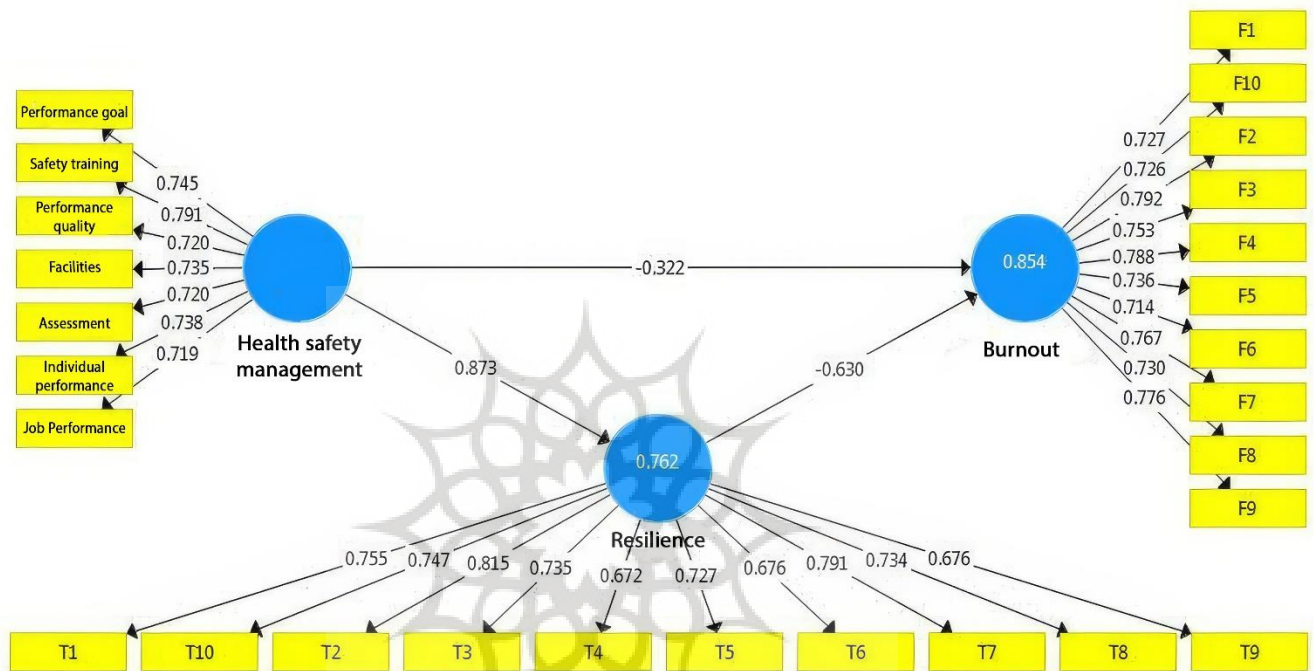 Performance goal
Safety training
Performance
quality
Facilities
Assessment
Individual
performance
Job Performance
0.745
0.791
0.720
0.735
0.720
0.738
0.719
Health safety
management
-0.322
0.873
-0.630
0.854
Burnout
0.762
Resilience
0.727
0.726
0.792
0.753
0.788
0.736
0.714
0.767
0.730
0.776
F1
F10
F2
F3
F4
F5
F6
F7
F8
F9
0.755
0.747
0.815
0.735
0.672
0.727
0.676
0.791
0.734
0.676
T1
T10
T2
T3
T4
T5
T6
T7
T8
T9